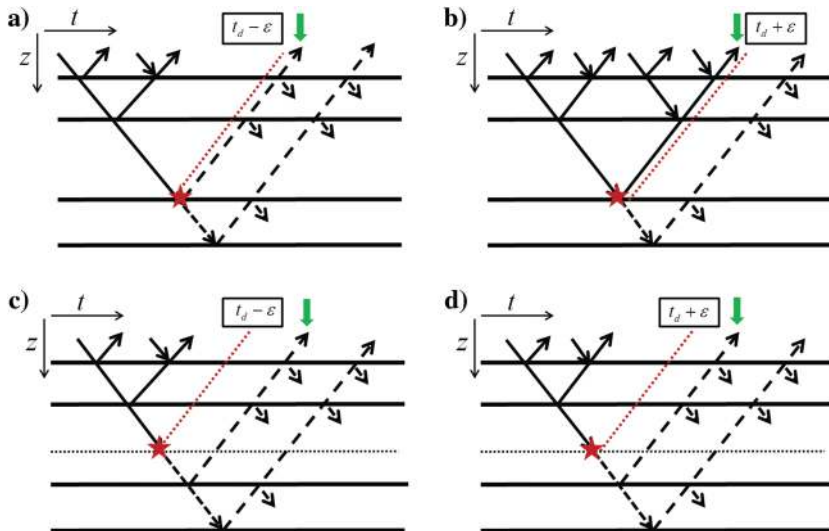 a)
t
z
t_d − ε
b)
t
z
t_d + ε
c)
t
z
t_d − ε
d)
t
z
t_d + ε